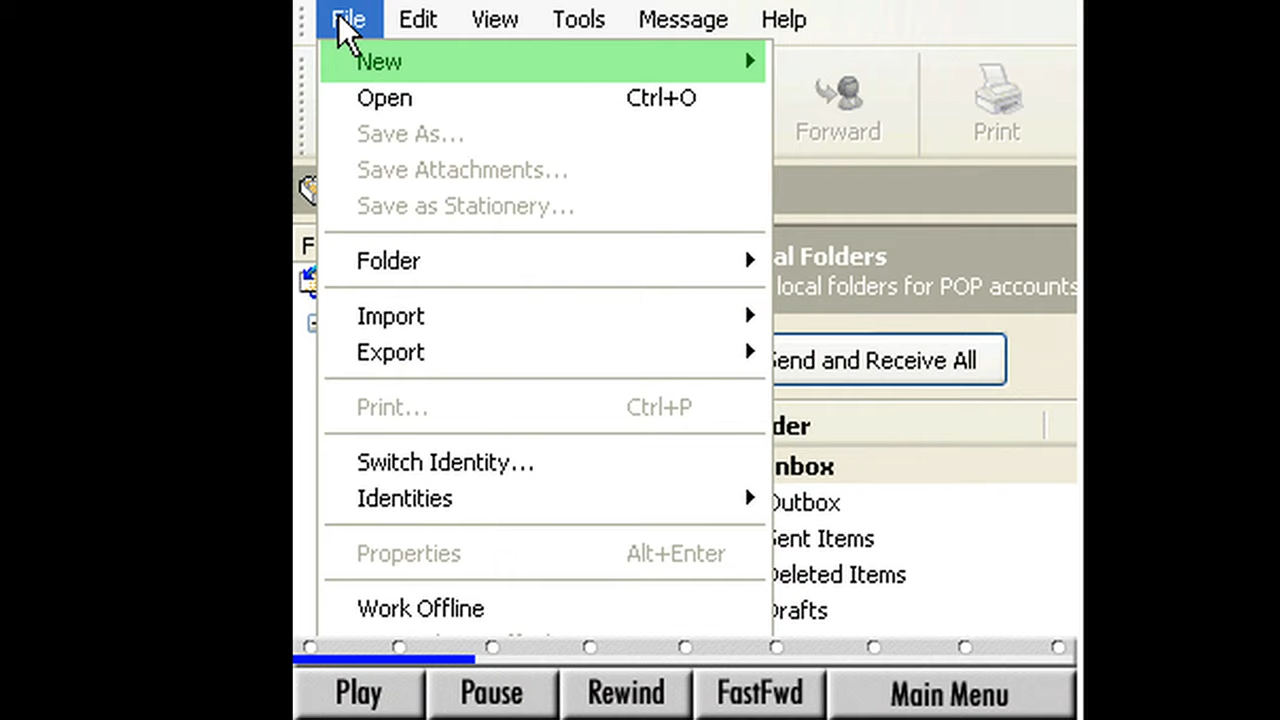 File Edit View Tools Message Help
New
Open Ctrl+O
Save As...
Save Attachments...
Save as Stationery...
Folder
Import
Export
Print... Ctrl+P
Switch Identity...
Identities
Properties Alt+Enter
Work Offline
Forward
Print
F
al Folders
local folders for POP accounts
Send and Receive All
der
nbox
Outbox
Sent Items
Deleted Items
Drafts
Play Pause Rewind FastFwd Main Menu